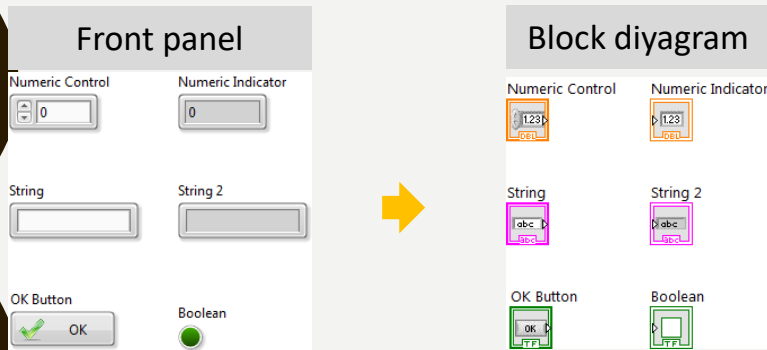 Front panel
Numeric Control Numeric Indicator
0 0
String String 2
OK Button
Boolean
OK
Block diyagram
Numeric Control Numeric Indicator
1.23 1.23
DBL DBL
String String 2
abc abc
abc abc
OK Button Boolean
OK
TF TF